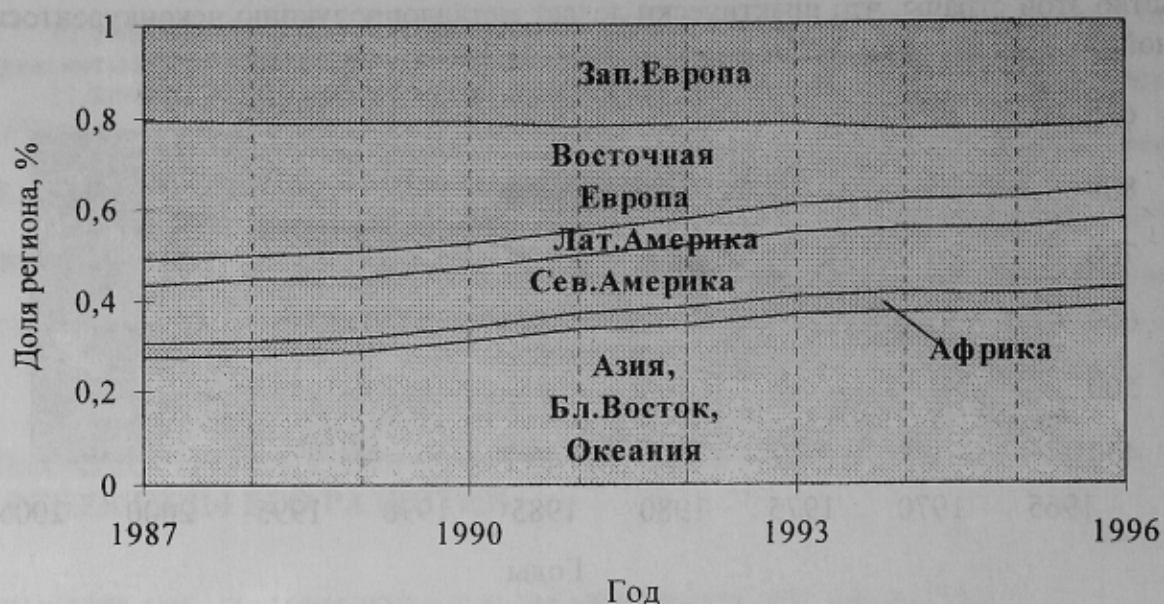 1
0,8
0,6
0,4
0,2
0
Доля региона, %
Зап.Европа
Восточная
Европа
Лат.Америка
Сев.Америка
Африка
Азия,
Бл.Восток,
Океания
1987
1990
1993
1996
Год